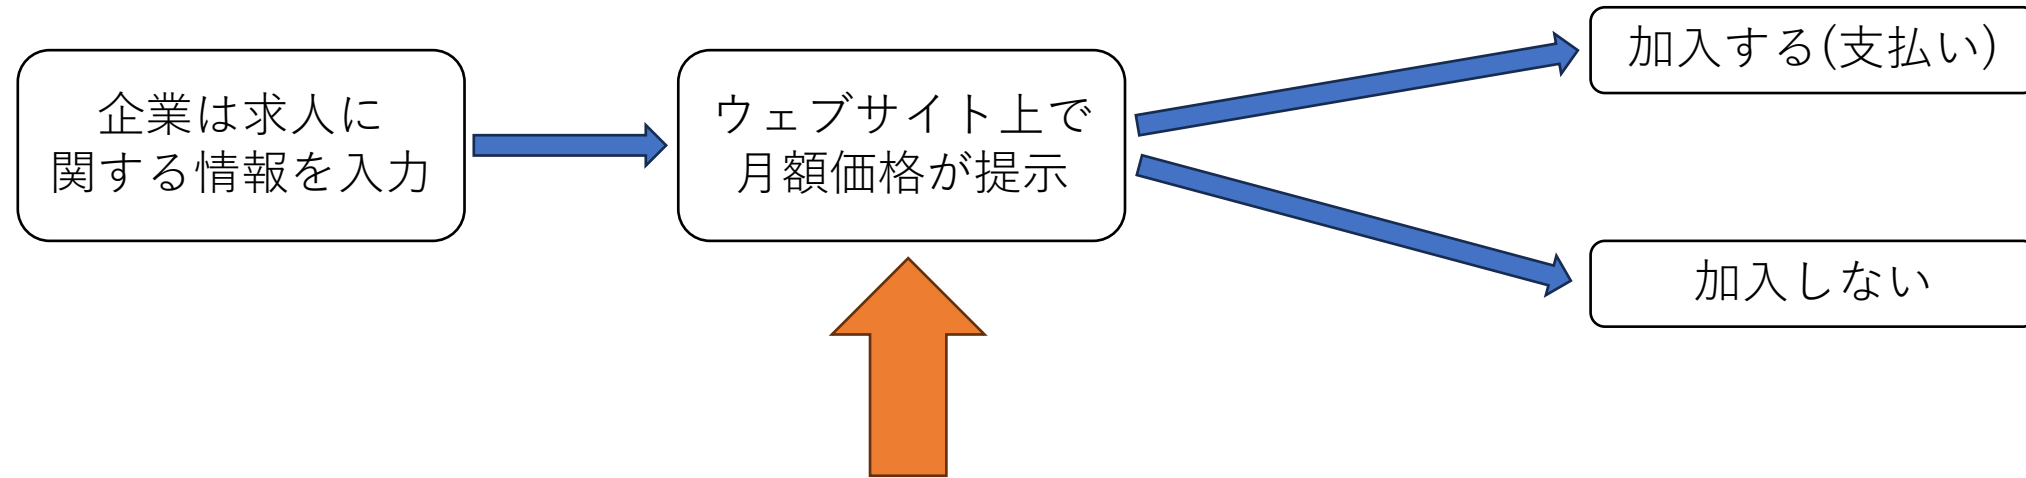 企業は求人に
関する情報を入力
ウェブサイト上で
月額価格が提示
加入する(支払い)
加入しない